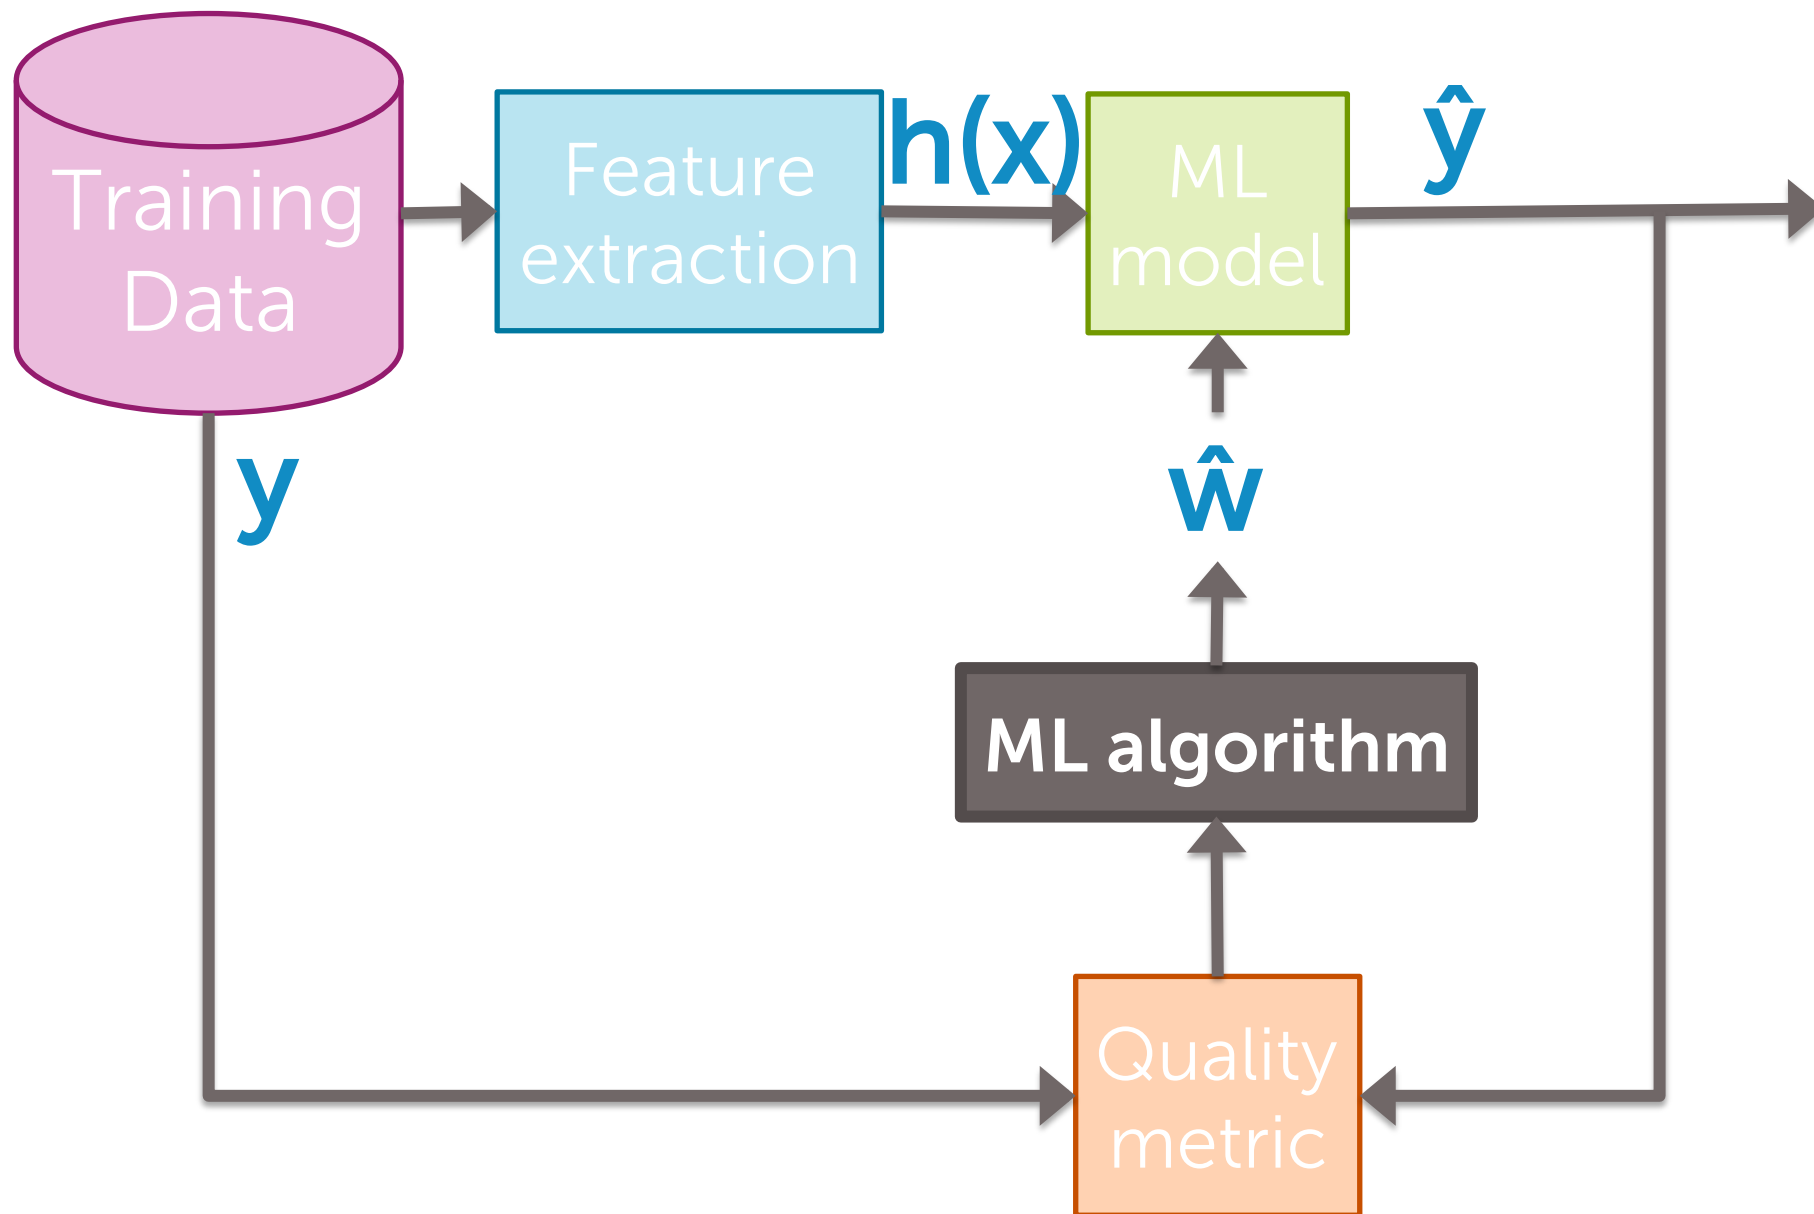 Training
Data
Feature
extraction
h(x)
ML
model
ŷ
y
ŵ
ML algorithm
Quality
metric